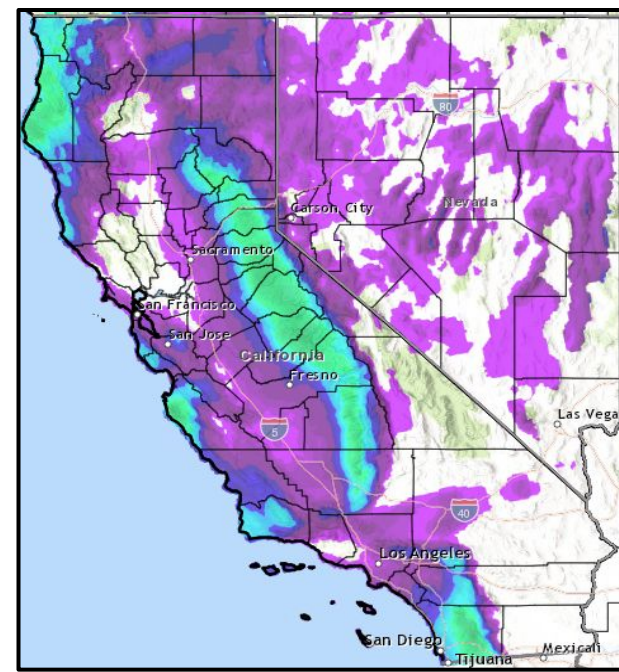 80
Nevada
Carson City
Sacramento
San Francisco
San Jose
California
Fresno
Las Vega
5
40
Los Angeles
San Diego
Tijuana
Mexicali